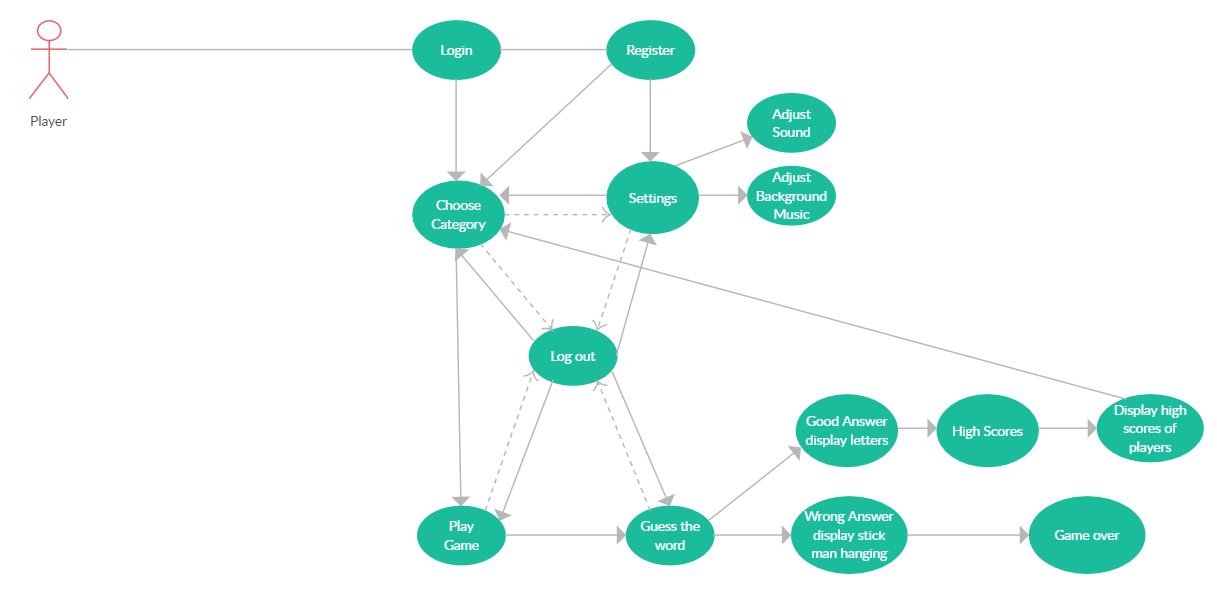 Login
Register
Player
Adjust
Sound
Adjust
Background
Music
Settings
Choose
Category
Log out
Good Answer
display letters
High Scores
Display high
scores of
players
Play
Game
Guess the
word
Wrong Answer
display stick
man hanging
Game over